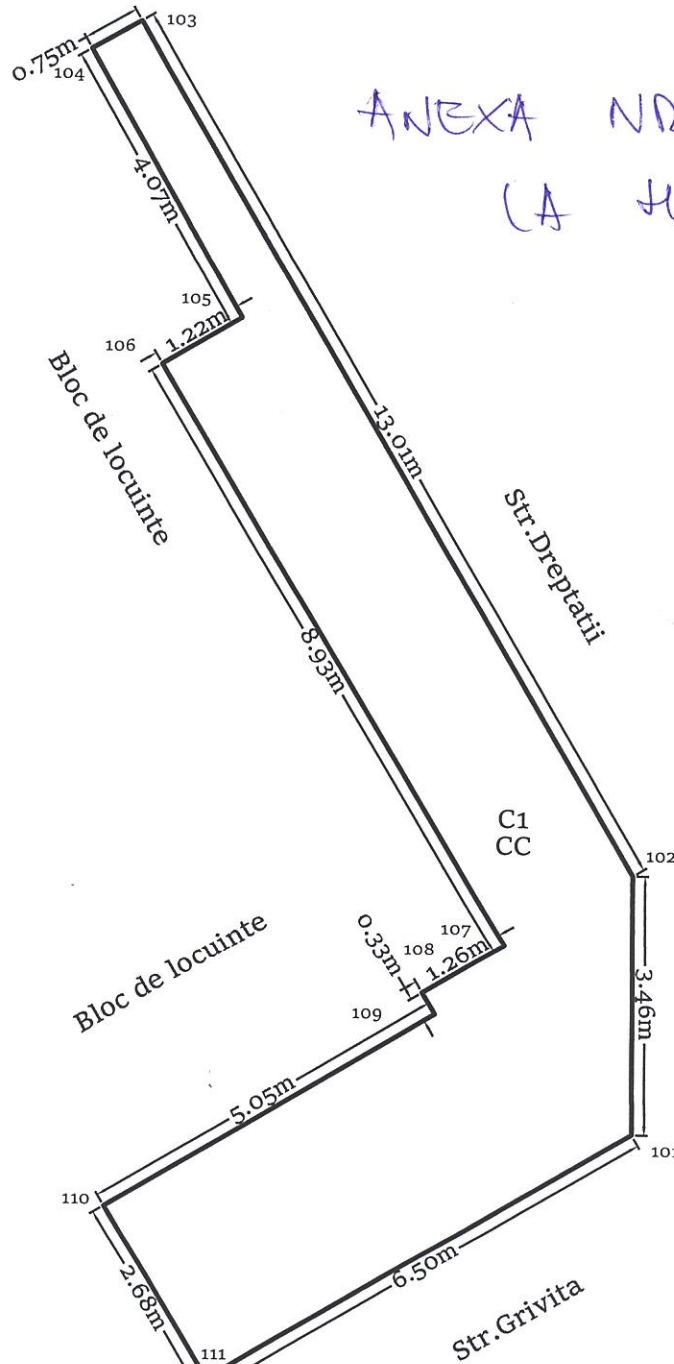 103
0.75m
104
ANEXA
LA
4.07m
105
1.22m
106
Bloc de locuinte
13.01m
Str.Dreptatii
8.93m
C1
CC
102
107
108
1.26m
0.33m
109
Bloc de locuinte
3.46m
5.05m
101
110
6.50m
2.68m
Str.Grivita
111